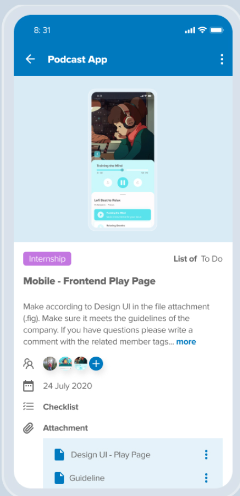 8: 31
Podcast App
Internship
List of To Do
Mobile - Frontend Play Page
Make according to Design UI in the file attachment
(.fig). Make sure it meets the guidelines of the
company. If you have questions please write a
comment with the related member tags... more
24 July 2020
Checklist
Attachment
Design UI - Play Page
Guideline